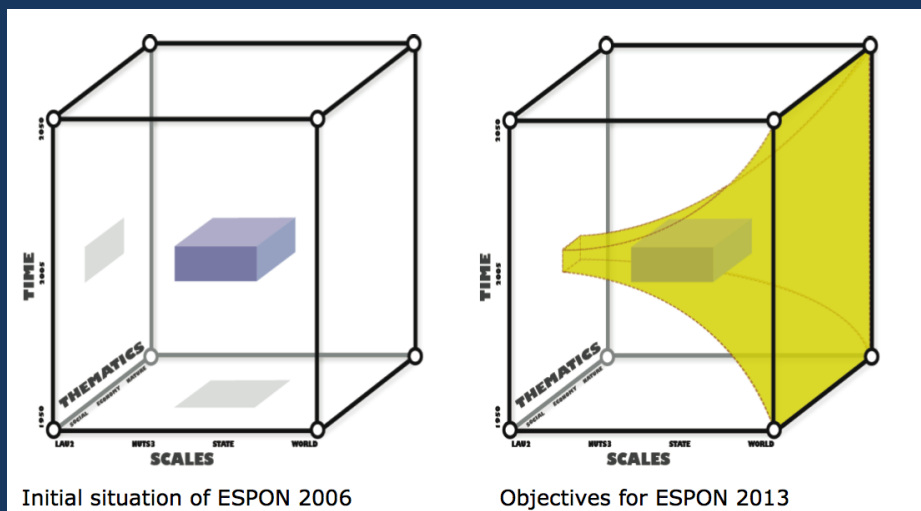 2050
2005
1950
TIME
THEMATICS
SOCIAL ECONOMY NATURE
LAU2 NUTS3 STATE WORLD
SCALES
Initial situation of ESPON 2006
2050
2005
1950
TIME
THEMATICS
SOCIAL ECONOMY NATURE
LAU2 NUTS3 STATE WORLD
SCALES
Objectives for ESPON 2013